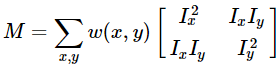 M = \sum_{x,y} w(x,y) \begin{bmatrix} I_x^2 & I_x I_y \\ I_x I_y & I_y^2 \end{bmatrix}